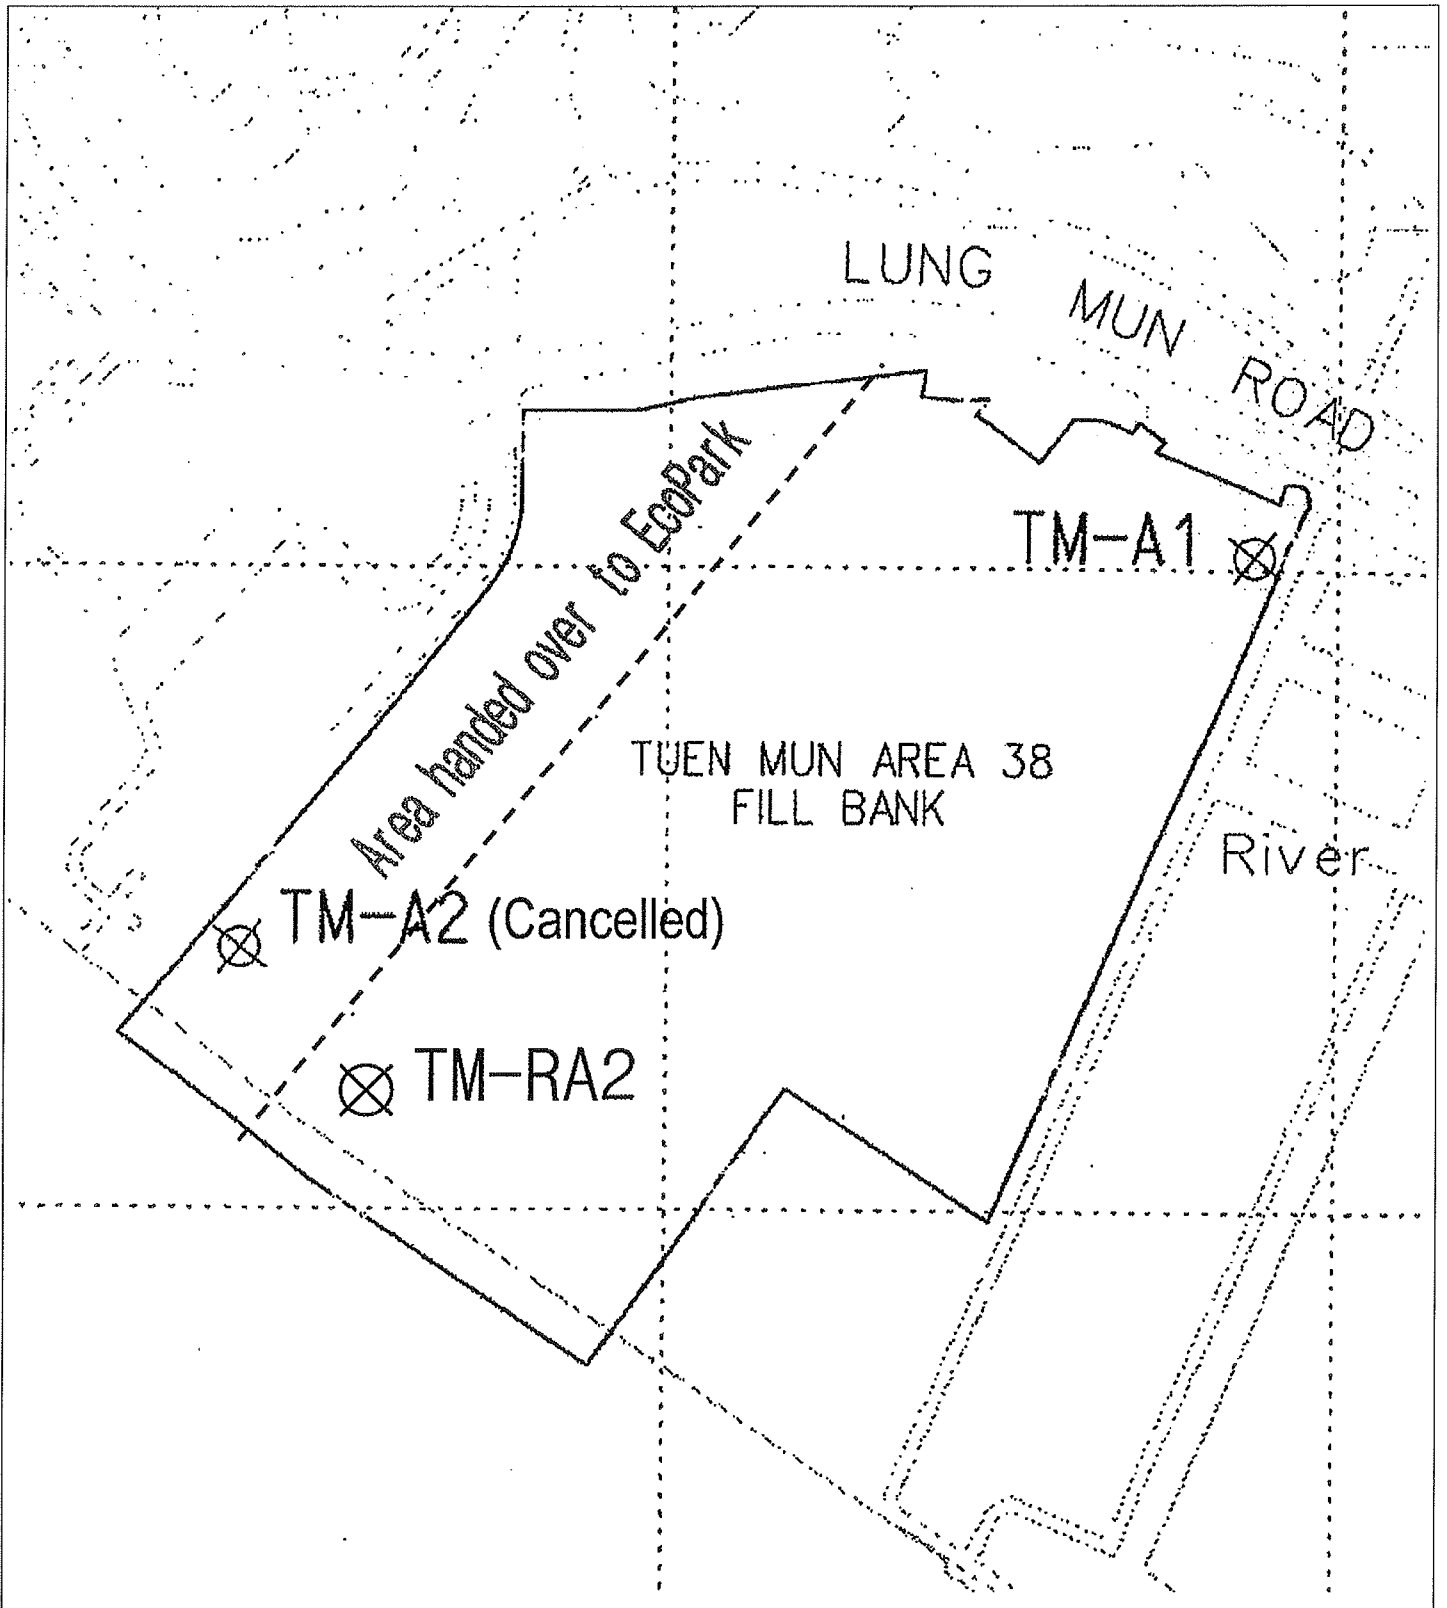 LUNG MUN ROAD
Area handed over to EcoPark
TM-A1
TUEN MUN AREA 38
FILL BANK
River
TM-A2 (Cancelled)
TM-RA2